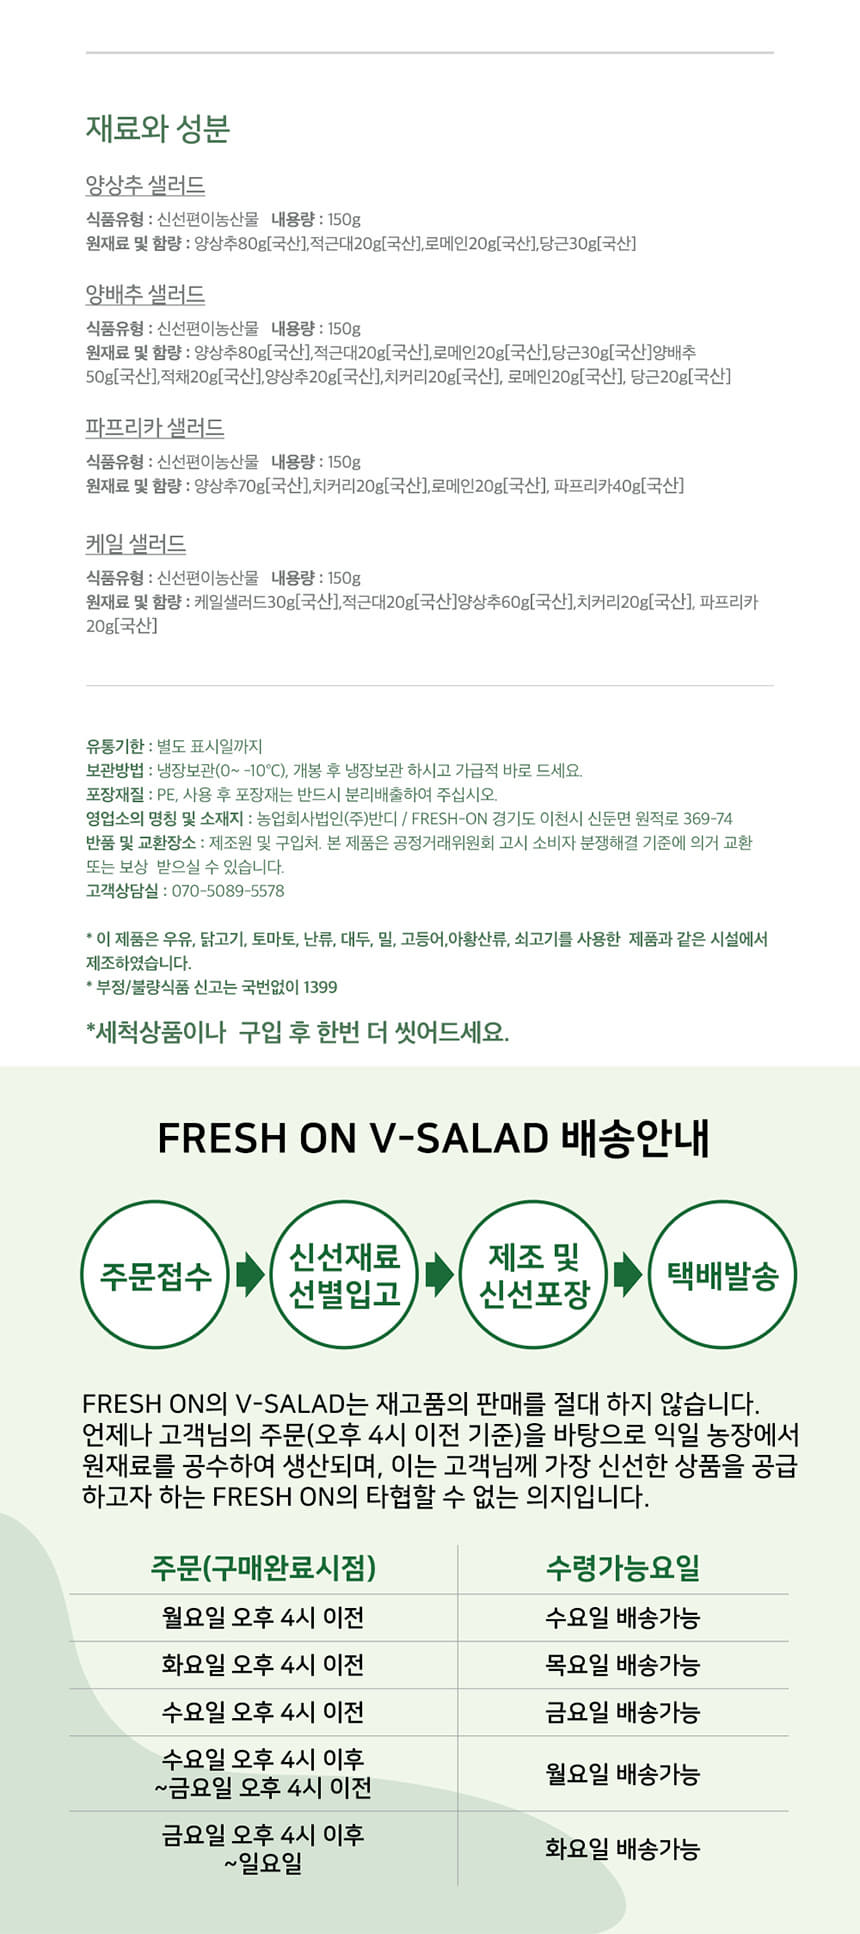 재료와 성분
양상추 샐러드
식품유형 : 신선편이농산물 내용량 : 150g
원재료 및 함량 : 양상추80g[국산],적근대20g[국산],로메인20g[국산],당근30g[국산]
양배추 샐러드
식품유형 : 신선편이농산물 내용량 : 150g
원재료 및 함량 : 양상추80g[국산],적근대20g[국산],로메인20g[국산],당근30g[국산]양배추
50g[국산],적채20g[국산],양상추20g[국산],치커리20g[국산], 로메인20g[국산], 당근20g[국산]
파프리카 샐러드
식품유형 : 신선편이농산물 내용량 : 150g
원재료 및 함량 : 양상추70g[국산],치커리20g[국산],로메인20g[국산], 파프리카40g[국산]
케일 샐러드
식품유형 : 신선편이농산물 내용량 : 150g
원재료 및 함량 : 케일샐러드30g[국산],적근대20g[국산]양상추60g[국산],치커리20g[국산], 파프리카
20g[국산]
유통기한 : 별도 표시일까지
보관방법 : 냉장보관(0~ -10℃), 개봉 후 냉장보관 하시고 가급적 바로 드세요.
포장재질 : PE, 사용 후 포장재는 반드시 분리배출하여 주십시오.
영업소의 명칭 및 소재지 : 농업회사법인(주)반디 / FRESH-ON 경기도 이천시 신둔면 원적로 369-74
반품 및 교환장소 : 제조원 및 구입처. 본 제품은 공정거래위원회 고시 소비자 분쟁해결 기준에 의거 교환
또는 보상 받으실 수 있습니다.
고객상담실 : 070-5089-5578
* 이 제품은 우유, 닭고기, 토마토, 난류, 대두, 밀, 고등어,아황산류, 쇠고기를 사용한 제품과 같은 시설에서
제조하였습니다.
* 부정/불량식품 신고는 국번없이 1399
*세척상품이나 구입 후 한번 더 씻어드세요.
FRESH ON V-SALAD 배송안내
주문접수
신선재료
선별입고
제조 및
신선포장
택배발송
FRESH ON의 V-SALAD는 재고품의 판매를 절대 하지 않습니다.
언제나 고객님의 주문(오후 4시 이전 기준)을 바탕으로 익일 농장에서
원재료를 공수하여 생산되며, 이는 고객님께 가장 신선한 상품을 공급
하고자 하는 FRESH ON의 타협할 수 없는 의지입니다.
주문(구매완료시점) 수령가능요일
월요일 오후 4시 이전 수요일 배송가능
화요일 오후 4시 이전 목요일 배송가능
수요일 오후 4시 이전 금요일 배송가능
수요일 오후 4시 이후
~금요일 오후 4시 이전 월요일 배송가능
금요일 오후 4시 이후
~일요일 화요일 배송가능